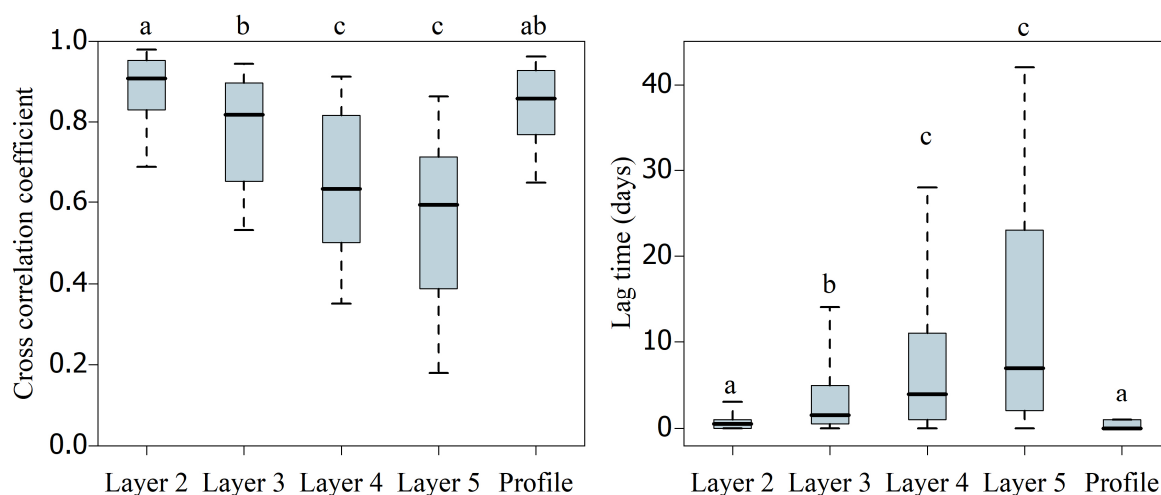 a b c c ab
1.0
0.8
0.6
0.4
0.2
0.0
Cross correlation coefficient
Layer 2 Layer 3 Layer 4 Layer 5 Profile
c
c
b
a
a
40
30
20
10
0
Lag time (days)
Layer 2 Layer 3 Layer 4 Layer 5 Profile